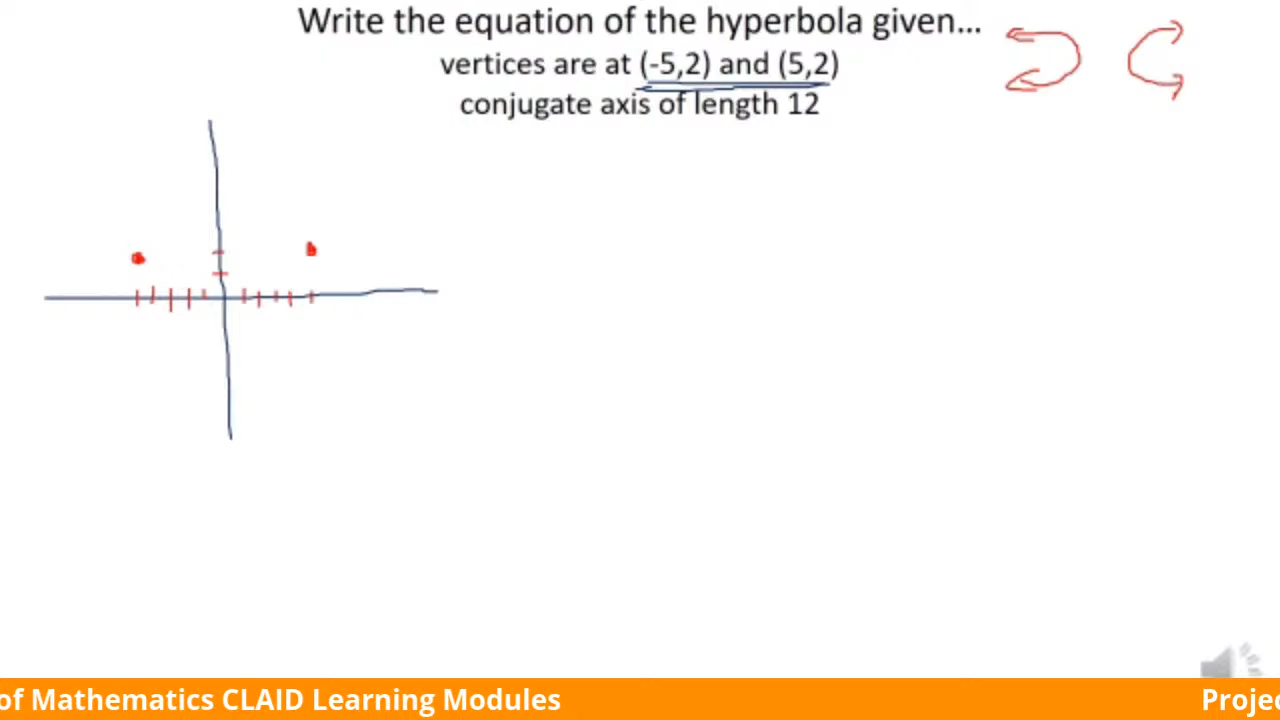 Write the equation of the hyperbola given...
vertices are at (-5,2) and (5,2)
conjugate axis of length 12
of Mathematics CLAID Learning Modules
Projec